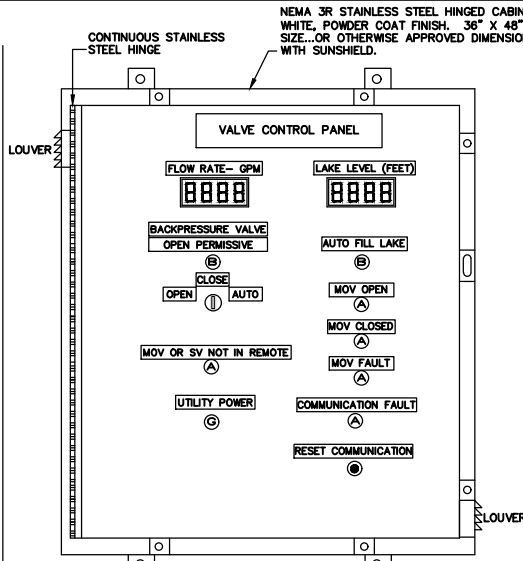 NEMA 3R STAINLESS STEEL HINGED CABIN
WHITE, POWDER COAT FINISH. 36" X 48"
SIZE...OR OTHERWISE APPROVED DIMENSIO
WITH SUNSHIELD.
CONTINUOUS STAINLESS
STEEL HINGE
LOUVER
VALVE CONTROL PANEL
FLOW RATE- GPM
LAKE LEVEL (FEET)
8888
8888
BACKPRESSURE VALVE
OPEN PERMISSIVE
B
AUTO FILL LAKE
B
CLOSE
OPEN
AUTO
MOV OPEN
A
MOV CLOSED
A
MOV OR SV NOT IN REMOTE
A
MOV FAULT
A
UTILITY POWER
G
COMMUNICATION FAULT
A
RESET COMMUNICATION
LOUVER